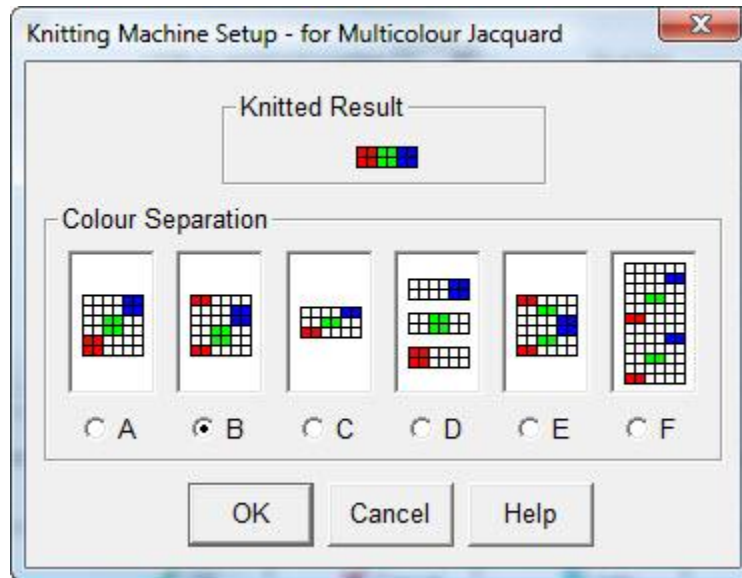 Knitting Machine Setup - for Multicolour Jacquard
Knitted Result
Colour Separation
A B C D E F
OK Cancel Help